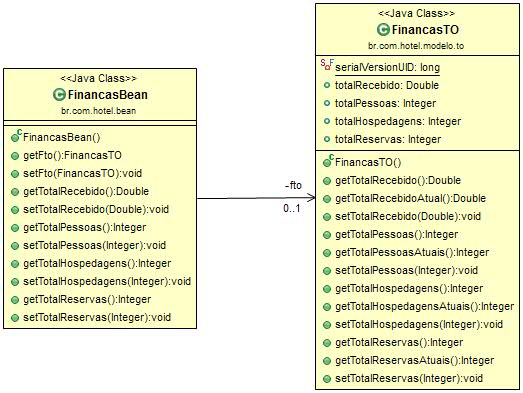 <<Java Class>>
FinancasBean
br.com.hotel.bean
FinancasBean()
getFto():FinancasTO
setFto(FinancasTO):void
getTotalRecebido():Double
setTotalRecebido(Double):void
getTotalPessoas():Integer
setTotalPessoas(Integer):void
getTotalHospedagens():Integer
setTotalHospedagens(Integer):void
getTotalReservas():Integer
setTotalReservas(Integer):void
-fto
0..1
<<Java Class>>
FinancasTO
br.com.hotel.modelo.to
serialVersionUID: long
totalRecebido: Double
totalPessoas: Integer
totalHospedagens: Integer
totalReservas: Integer
FinancasTO()
getTotalRecebido():Double
getTotalRecebidoAtual():Double
setTotalRecebido(Double):void
getTotalPessoas():Integer
getTotalPessoasAtuais():Integer
setTotalPessoas(Integer):void
getTotalHospedagens():Integer
getTotalHospedagensAtuais():Integer
setTotalHospedagens(Integer):void
getTotalReservas():Integer
getTotalReservasAtuais():Integer
setTotalReservas(Integer):void